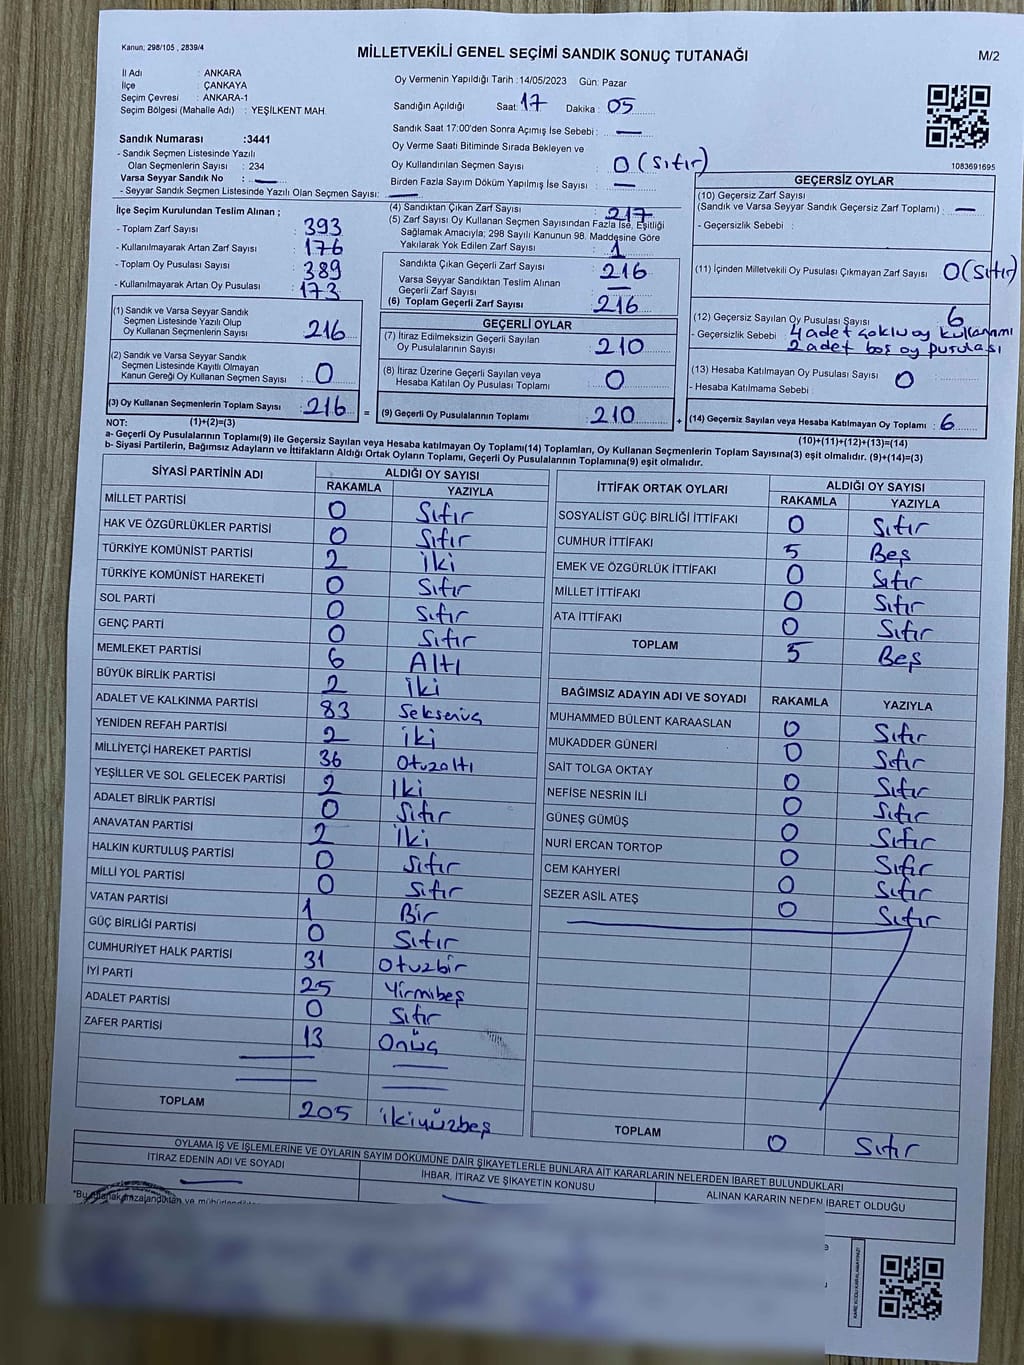 Kanun; 298/105 , 2839/4
MİLLETVEKİLİ GENEL SEÇİMİ SANDIK SONUÇ TUTANAĞI
M/2
İl Adı : ANKARA
İlçe : ÇANKAYA
Seçim Çevresi : ANKARA-1
Seçim Bölgesi (Mahalle Adı) : YEŞİLKENT MAH.
Oy Vermenin Yapıldığı Tarih :14/05/2023 Gün: Pazar
Sandığın Açıldığı Saat: 17 Dakika : 05
Sandık Saat 17:00'den Sonra Açılmış İse Sebebi : —
Oy Verme Saati Bitiminde Sırada Bekleyen ve
Oy Kullandırılan Seçmen Sayısı : 0 (Sıfır)
Birden Fazla Sayım Döküm Yapılmış İse Sayısı : —
Sandık Numarası :3441
- Sandık Seçmen Listesinde Yazılı
Olan Seçmenlerin Sayısı : 234
Varsa Seyyar Sandık No : —
- Seyyar Sandık Seçmen Listesinde Yazılı Olan Seçmen Sayısı: —
1083691695
İlçe Seçim Kurulundan Teslim Alınan ;
- Toplam Zarf Sayısı : 393
- Kullanılmayarak Artan Zarf Sayısı : 176
- Toplam Oy Pusulası Sayısı : 389
- Kullanılmayarak Artan Oy Pusulası : 173
(1) Sandık ve Varsa Seyyar Sandık
Seçmen Listesinde Yazılı Olup
Oy Kullanan Seçmenlerin Sayısı : 216
(2) Sandık ve Varsa Seyyar Sandık
Seçmen Listesinde Kayıtlı Olmayan
Kanun Gereği Oy Kullanan Seçmen Sayısı : 0
(3) Oy Kullanan Seçmenlerin Toplam Sayısı : 216 =
(4) Sandıktan Çıkan Zarf Sayısı : 217
(5) Zarf Sayısı Oy Kullanan Seçmen Sayısından Fazla İse, Eşitliği
Sağlamak Amacıyla; 298 Sayılı Kanunun 98. Maddesine Göre
Yakılarak Yok Edilen Zarf Sayısı : 1
Sandıkta Çıkan Geçerli Zarf Sayısı : 216
Varsa Seyyar Sandıktan Teslim Alınan
Geçerli Zarf Sayısı : —
(6) Toplam Geçerli Zarf Sayısı : 216
GEÇERLİ OYLAR
(7) İtiraz Edilmeksizin Geçerli Sayılan
Oy Pusulalarının Sayısı : 210
(8) İtiraz Üzerine Geçerli Sayılan veya
Hesaba Katılan Oy Pusulası Toplamı : 0
(9) Geçerli Oy Pusulalarının Toplamı : 210 +
GEÇERSİZ OYLAR
(10) Geçersiz Zarf Sayısı
(Sandık ve Varsa Seyyar Sandık Geçersiz Zarf Toplamı) : —
- Geçersizlik Sebebi :
(11) İçinden Milletvekili Oy Pusulası Çıkmayan Zarf Sayısı : 0 (Sıfır)
(12) Geçersiz Sayılan Oy Pusulası Sayısı : 6
- Geçersizlik Sebebi : 4 adet çoklu oy kullanımı
2 adet boş oy pusulası
(13) Hesaba Katılmayan Oy Pusulası Sayısı : 0
- Hesaba Katılmama Sebebi :
(14) Geçersiz Sayılan veya Hesaba Katılmayan Oy Toplamı : 6
NOT: (1)+(2)=(3)
(10)+(11)+(12)+(13)=(14)
a- Geçerli Oy Pusulalarının Toplamı(9) ile Geçersiz Sayılan veya Hesaba katılmayan Oy Toplamı(14) Toplamları, Oy Kullanan Seçmenlerin Toplam Sayısına(3) eşit olmalıdır. (9)+(14)=(3)
b- Siyasi Partilerin, Bağımsız Adayların ve İttifakların Aldığı Ortak Oyların Toplamı, Geçerli Oy Pusulalarının Toplamına(9) eşit olmalıdır.
SİYASİ PARTİNİN ADI ALDIĞI OY SAYISI
RAKAMLA YAZIYLA
MİLLET PARTİSİ 0 Sıfır
HAK VE ÖZGÜRLÜKLER PARTİSİ 0 Sıfır
TÜRKİYE KOMÜNİST PARTİSİ 2 iki
TÜRKİYE KOMÜNİST HAREKETİ 0 Sıfır
SOL PARTİ 0 Sıfır
GENÇ PARTİ 0 Sıfır
MEMLEKET PARTİSİ 6 Altı
BÜYÜK BİRLİK PARTİSİ 2 iki
ADALET VE KALKINMA PARTİSİ 83 Seksenüç
YENİDEN REFAH PARTİSİ 2 iki
MİLLİYETÇİ HAREKET PARTİSİ 36 Otuzaltı
YEŞİLLER VE SOL GELECEK PARTİSİ 2 İki
ADALET BİRLİK PARTİSİ 0 Sıfır
ANAVATAN PARTİSİ 2 İki
HALKIN KURTULUŞ PARTİSİ 0 Sıfır
MİLLİ YOL PARTİSİ 0 Sıfır
VATAN PARTİSİ 1 Bir
GÜÇ BİRLİĞİ PARTİSİ 0 Sıfır
CUMHURİYET HALK PARTİSİ 31 Otuzbir
İYİ PARTİ 25 Yirmibeş
ADALET PARTİSİ 0 Sıfır
ZAFER PARTİSİ 13 Onüç
TOPLAM 205 ikiyüzbeş
İTTİFAK ORTAK OYLARI ALDIĞI OY SAYISI
RAKAMLA YAZIYLA
SOSYALİST GÜÇ BİRLİĞİ İTTİFAKI 0 Sıfır
CUMHUR İTTİFAKI 5 Beş
EMEK VE ÖZGÜRLÜK İTTİFAKI 0 Sıfır
MİLLET İTTİFAKI 0 Sıfır
ATA İTTİFAKI 0 Sıfır
TOPLAM 5 Beş
BAĞIMSIZ ADAYIN ADI VE SOYADI RAKAMLA YAZIYLA
MUHAMMED BÜLENT KARAASLAN 0 Sıfır
MUKADDER GÜNERİ 0 Sıfır
SAİT TOLGA OKTAY 0 Sıfır
NEFİSE NESRİN İLİ 0 Sıfır
GÜNEŞ GÜMÜŞ 0 Sıfır
NURİ ERCAN TORTOP 0 Sıfır
CEM KAHYERİ 0 Sıfır
SEZER ASİL ATEŞ 0 Sıfır
TOPLAM 0 Sıfır
OYLAMA İŞ VE İŞLEMLERİNE VE OYLARIN SAYIM DÖKÜMÜNE DAİR ŞİKAYETLERLE BUNLARA AİT KARARLARIN NELERDEN İBARET BULUNDUKLARI
İTİRAZ EDENİN ADI VE SOYADI İHBAR, İTİRAZ VE ŞİKAYETİN KONUSU ALINAN KARARIN NEDEN İBARET OLDUĞU
KARE KODU KARALAMAYINIZ!